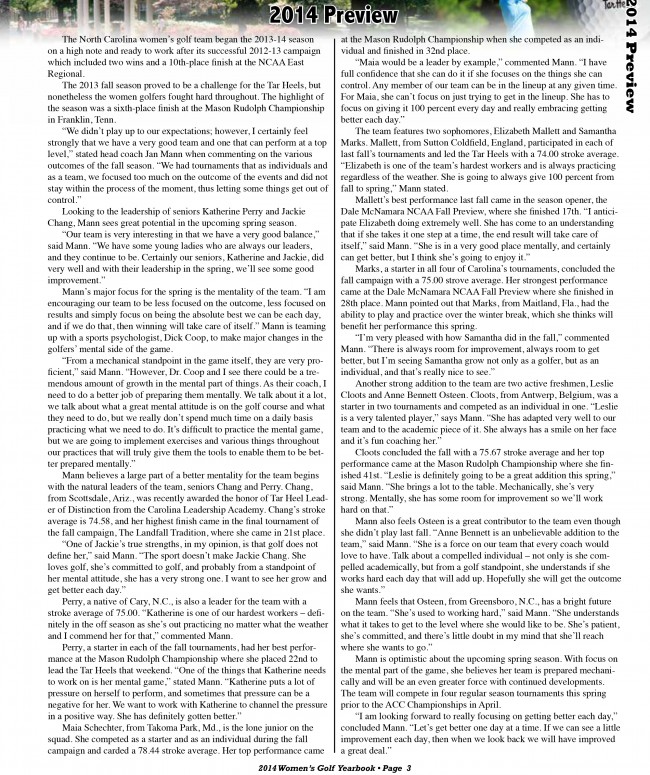 2014 Preview
The North Carolina women's golf team began the 2013-14 season
on a high note and ready to work after its successful 2012-13 campaign
which included two wins and a 10th-place finish at the NCAA East
Regional.
The 2013 fall season proved to be a challenge for the Tar Heels, but
nonetheless the women golfers fought hard throughout. The highlight of
the season was a sixth-place finish at the Mason Rudolph Championship
in Franklin, Tenn.
"We didn't play up to our expectations; however, I certainly feel
strongly that we have a very good team and one that can perform at a top
level," stated head coach Jan Mann when commenting on the various
outcomes of the fall season. "We had tournaments that as individuals and
as a team, we focused too much on the outcome of the events and did not
stay within the process of the moment, thus letting some things get out of
control."
Looking to the leadership of seniors Katherine Perry and Jackie
Chang, Mann sees great potential in the upcoming spring season.
"Our team is very interesting in that we have a very good balance,"
said Mann. "We have some young ladies who are always our leaders,
and they continue to be. Certainly our seniors, Katherine and Jackie, did
very well and with their leadership in the spring, we'll see some good
improvement."
Mann's major focus for the spring is the mentality of the team. "I am
encouraging our team to be less focused on the outcome, less focused on
results and simply focus on being the absolute best we can be each day,
and if we do that, then winning will take care of itself." Mann is teaming
up with a sports psychologist, Dick Coop, to make major changes in the
golfers' mental side of the game.
"From a mechanical standpoint in the game itself, they are very pro-
ficient," said Mann. "However, Dr. Coop and I see there could be a tre-
mendous amount of growth in the mental part of things. As their coach, I
need to do a better job of preparing them mentally. We talk about it a lot,
we talk about what a great mental attitude is on the golf course and what
they need to do, but we really don't spend much time on a daily basis
practicing what we need to do. It's difficult to practice the mental game,
but we are going to implement exercises and various things throughout
our practices that will truly give them the tools to enable them to be bet-
ter prepared mentally."
Mann believes a large part of a better mentality for the team begins
with the natural leaders of the team, seniors Chang and Perry. Chang,
from Scottsdale, Ariz., was recently awarded the honor of Tar Heel Lead-
er of Distinction from the Carolina Leadership Academy. Chang's stroke
average is 74.58, and her highest finish came in the final tournament of
the fall campaign, The Landfall Tradition, where she came in 21st place.
"One of Jackie's true strengths, in my opinion, is that golf does not
define her," said Mann. "The sport doesn't make Jackie Chang. She
loves golf, she's committed to golf, and probably from a standpoint of
her mental attitude, she has a very strong one. I want to see her grow and
get better each day."
Perry, a native of Cary, N.C., is also a leader for the team with a
stroke average of 75.00. "Katherine is one of our hardest workers – defi-
nitely in the off season as she's out practicing no matter what the weather
and I commend her for that," commented Mann.
Perry, a starter in each of the fall tournaments, had her best perfor-
mance at the Mason Rudolph Championship where she placed 22nd to
lead the Tar Heels that weekend. "One of the things that Katherine needs
to work on is her mental game," stated Mann. "Katherine puts a lot of
pressure on herself to perform, and sometimes that pressure can be a
negative for her. We want to work with Katherine to channel the pressure
in a positive way. She has definitely gotten better."
Maia Schechter, from Takoma Park, Md., is the lone junior on the
squad. She competed as a starter and as an individual during the fall
campaign and carded a 78.44 stroke average. Her top performance came
at the Mason Rudolph Championship when she competed as an indi-
vidual and finished in 32nd place.
"Maia would be a leader by example," commented Mann. "I have
full confidence that she can do it if she focuses on the things she can
control. Any member of our team can be in the lineup at any given time.
For Maia, she can't focus on just trying to get in the lineup. She has to
focus on giving it 100 percent every day and really embracing getting
better each day."
The team features two sophomores, Elizabeth Mallett and Samantha
Marks. Mallett, from Sutton Coldfield, England, participated in each of
last fall's tournaments and led the Tar Heels with a 74.00 stroke average.
"Elizabeth is one of the team's hardest workers and is always practicing
regardless of the weather. She is going to always give 100 percent from
fall to spring," Mann stated.
Mallett's best performance last fall came in the season opener, the
Dale McNamara NCAA Fall Preview, where she finished 17th. "I antici-
pate Elizabeth doing extremely well. She has come to an understanding
that if she takes it one step at a time, the end result will take care of
itself," said Mann. "She is in a very good place mentally, and certainly
can get better, but I think she's going to enjoy it."
Marks, a starter in all four of Carolina's tournaments, concluded the
fall campaign with a 75.00 strove average. Her strongest performance
came at the Dale McNamara NCAA Fall Preview where she finished in
28th place. Mann pointed out that Marks, from Maitland, Fla., had the
ability to play and practice over the winter break, which she thinks will
benefit her performance this spring.
"I'm very pleased with how Samantha did in the fall," commented
Mann. "There is always room for improvement, always room to get
better, but I'm seeing Samantha grow not only as a golfer, but as an
individual, and that's really nice to see."
Another strong addition to the team are two active freshmen, Leslie
Cloots and Anne Bennett Osteen. Cloots, from Antwerp, Belgium, was a
starter in two tournaments and competed as an individual in one. "Leslie
is a very talented player," says Mann. "She has adapted very well to our
team and to the academic piece of it. She always has a smile on her face
and it's fun coaching her."
Cloots concluded the fall with a 75.67 stroke average and her top
performance came at the Mason Rudolph Championship where she fin-
ished 41st. "Leslie is definitely going to be a great addition this spring,"
said Mann. "She brings a lot to the table. Mechanically, she's very
strong. Mentally, she has some room for improvement so we'll work
hard on that."
Mann also feels Osteen is a great contributor to the team even though
she didn't play last fall. "Anne Bennett is an unbelievable addition to the
team," said Mann. "She is a force on our team that every coach would
love to have. Talk about a compelled individual – not only is she com-
pelled academically, but from a golf standpoint, she understands if she
works hard each day that will add up. Hopefully she will get the outcome
she wants."
Mann feels that Osteen, from Greensboro, N.C., has a bright future
on the team. "She's used to working hard," said Mann. "She understands
what it takes to get to the level where she would like to be. She's patient,
she's committed, and there's little doubt in my mind that she'll reach
where she wants to go."
Mann is optimistic about the upcoming spring season. With focus on
the mental part of the game, she believes her team is prepared mechani-
cally and will be an even greater force with continued developments.
The team will compete in four regular season tournaments this spring
prior to the ACC Championships in April.
"I am looking forward to really focusing on getting better each day,"
concluded Mann. "Let's get better one day at a time. If we can see a little
improvement each day, then when we look back we will have improved
a great deal."
2014 Preview
2014 Women's Golf Yearbook • Page 3